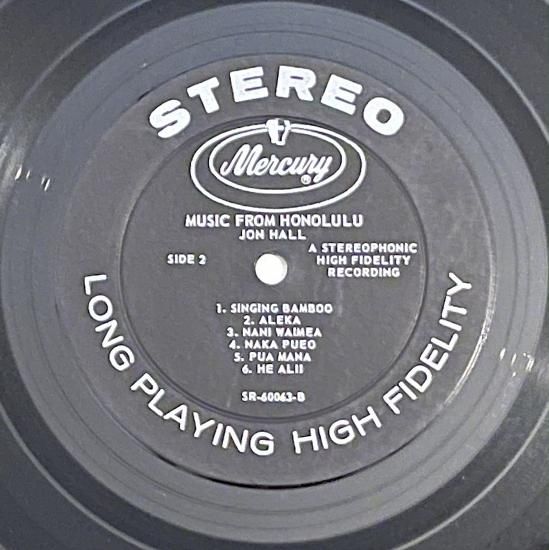 STEREO
Mercury
®
MUSIC FROM HONOLULU
JON HALL
SIDE 2
A STEREOPHONIC
HIGH FIDELITY
RECORDING
1. SINGING BAMBOO
2. ALEKA
3. NANI WAIMEA
4. NAKA PUEO
5. PUA MANA
6. HE ALII
SR-60063-B
LONG PLAYING HIGH FIDELITY